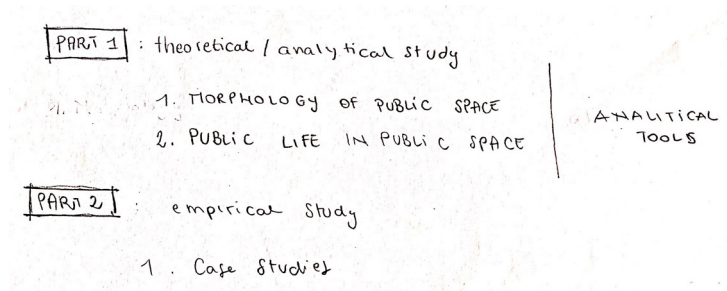 PART 1 : theoretical / analytical study
1. MORPHOLOGY OF PUBLIC SPACE
2. PUBLIC LIFE IN PUBLIC SPACE
ANALITICAL
TOOLS
PART 2 : empirical study
1. Case Studies